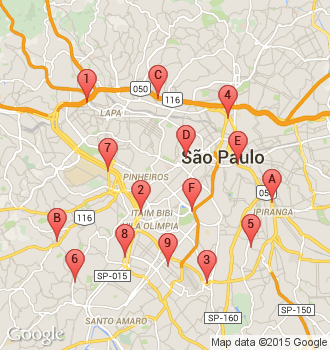 050
C
1
116
4
LAPA
D
E
São Paulo
7
PINHEIROS
A
2
F
050
ITAIM BIBI
IPIRANGA
B
116
VILA OLÍMPIA
5
8
9
6
SP-015
3
SP-150
SANTO AMARO
SP-160
Google
Map data ©2015 Google